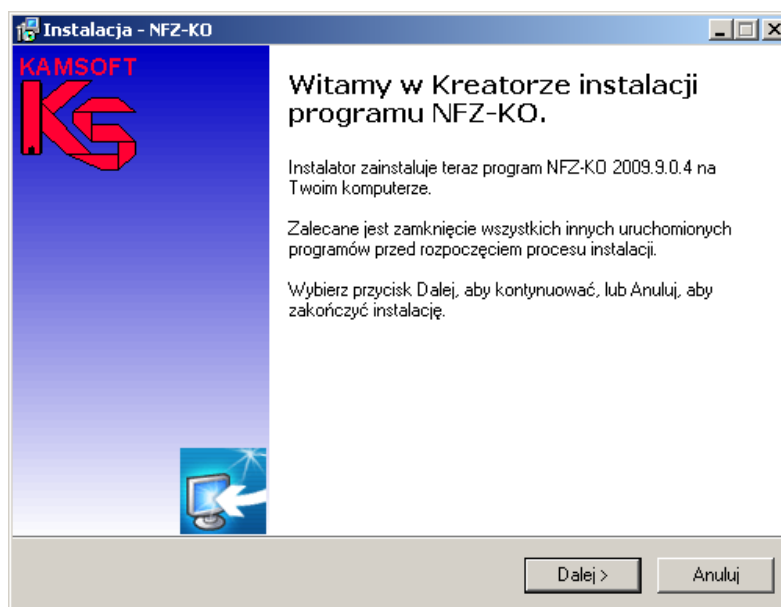 Instalacja - NFZ-KO
KAMSOFT
KS
Witamy w Kreatorze instalacji
programu NFZ-KO.
Instalator zainstaluje teraz program NFZ-KO 2009.9.0.4 na
Twoim komputerze.
Zalecane jest zamknięcie wszystkich innych uruchomionych
programów przed rozpoczęciem procesu instalacji.
Wybierz przycisk Dalej, aby kontynuować, lub Anuluj, aby
zakończyć instalację.
Dalej >
Anuluj